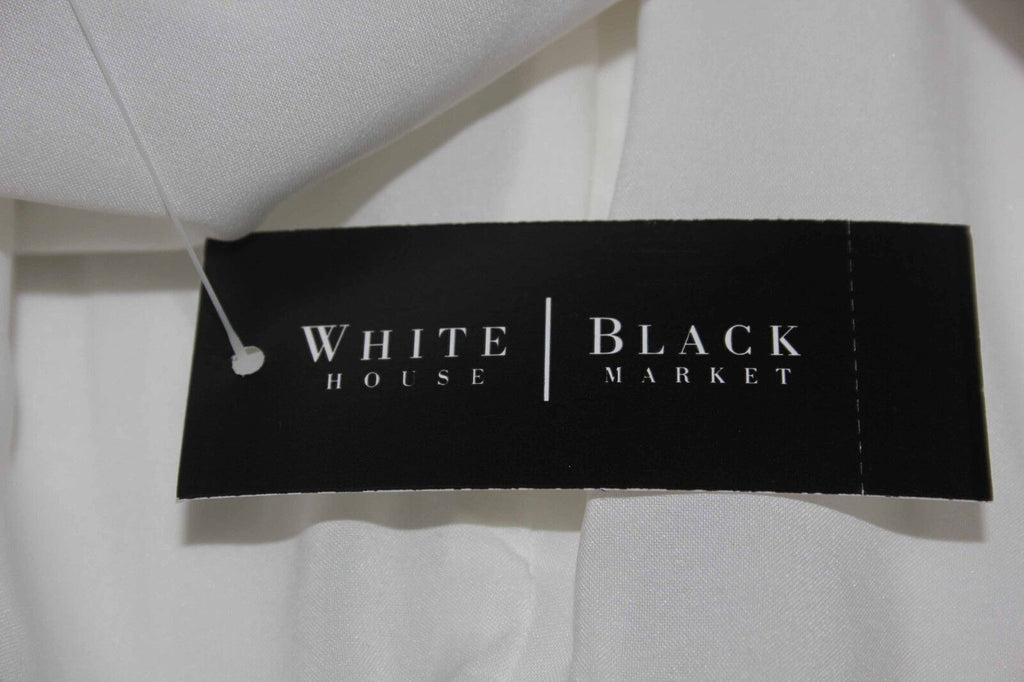 WHITE | BLACK
HOUSE MARKET